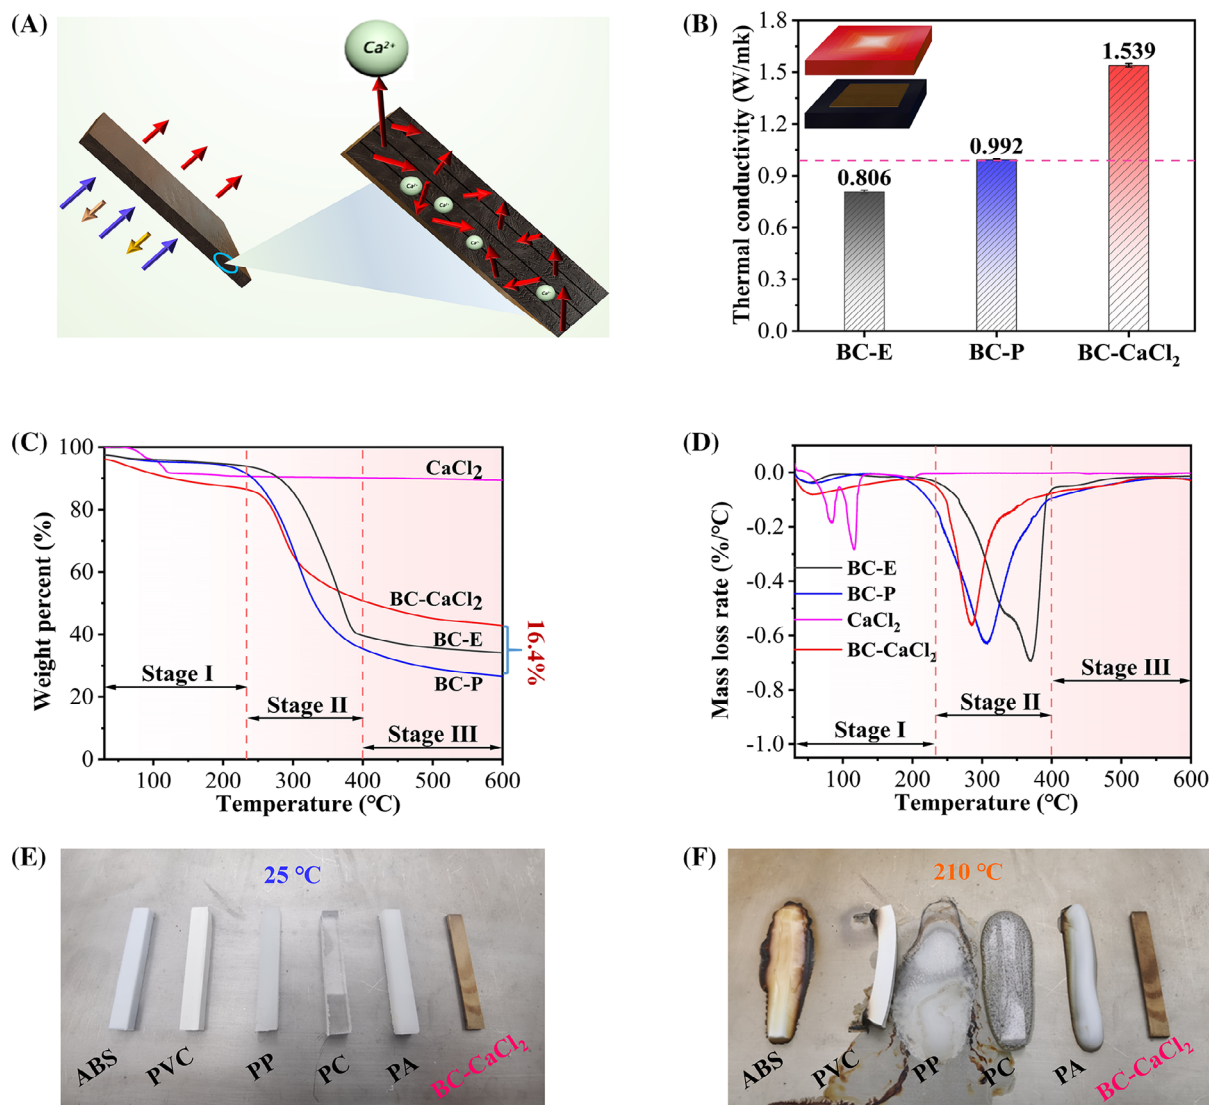 (A)
Ca²⁺
Ca²⁺
Ca²⁺
Ca²⁺
Ca²⁺
(B)
Thermal conductivity (W/mk)
1.8
1.5
1.2
0.9
0.6
0.3
0.0
0.806
0.992
1.539
BC-E
BC-P
BC-CaCl₂
(C)
Weight percent (%)
100
80
60
40
20
0
CaCl₂
BC-CaCl₂
BC-E
BC-P
16.4%
Stage I
Stage II
Stage III
100
200
300
400
500
600
Temperature (℃)
(D)
Mass loss rate (%/℃)
0.0
-0.2
-0.4
-0.6
-0.8
-1.0
BC-E
BC-P
CaCl₂
BC-CaCl₂
Stage I
Stage II
Stage III
100
200
300
400
500
600
Temperature (℃)
(E)
25 ℃
ABS
PVC
PP
PC
PA
BC-CaCl₂
(F)
210 ℃
ABS
PVC
PP
PC
PA
BC-CaCl₂